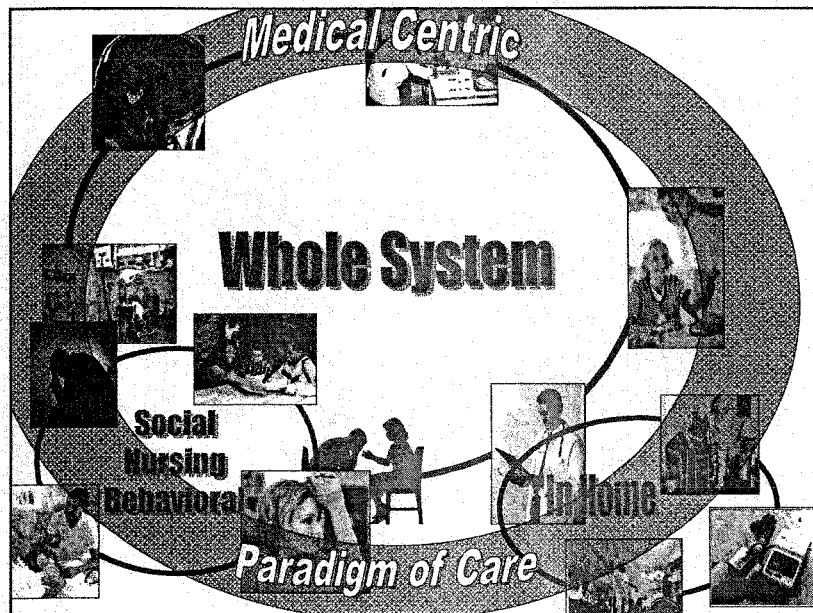 Medical Centric
Whole System
Social
Nursing
Behavioral
In Home
Paradigm of Care